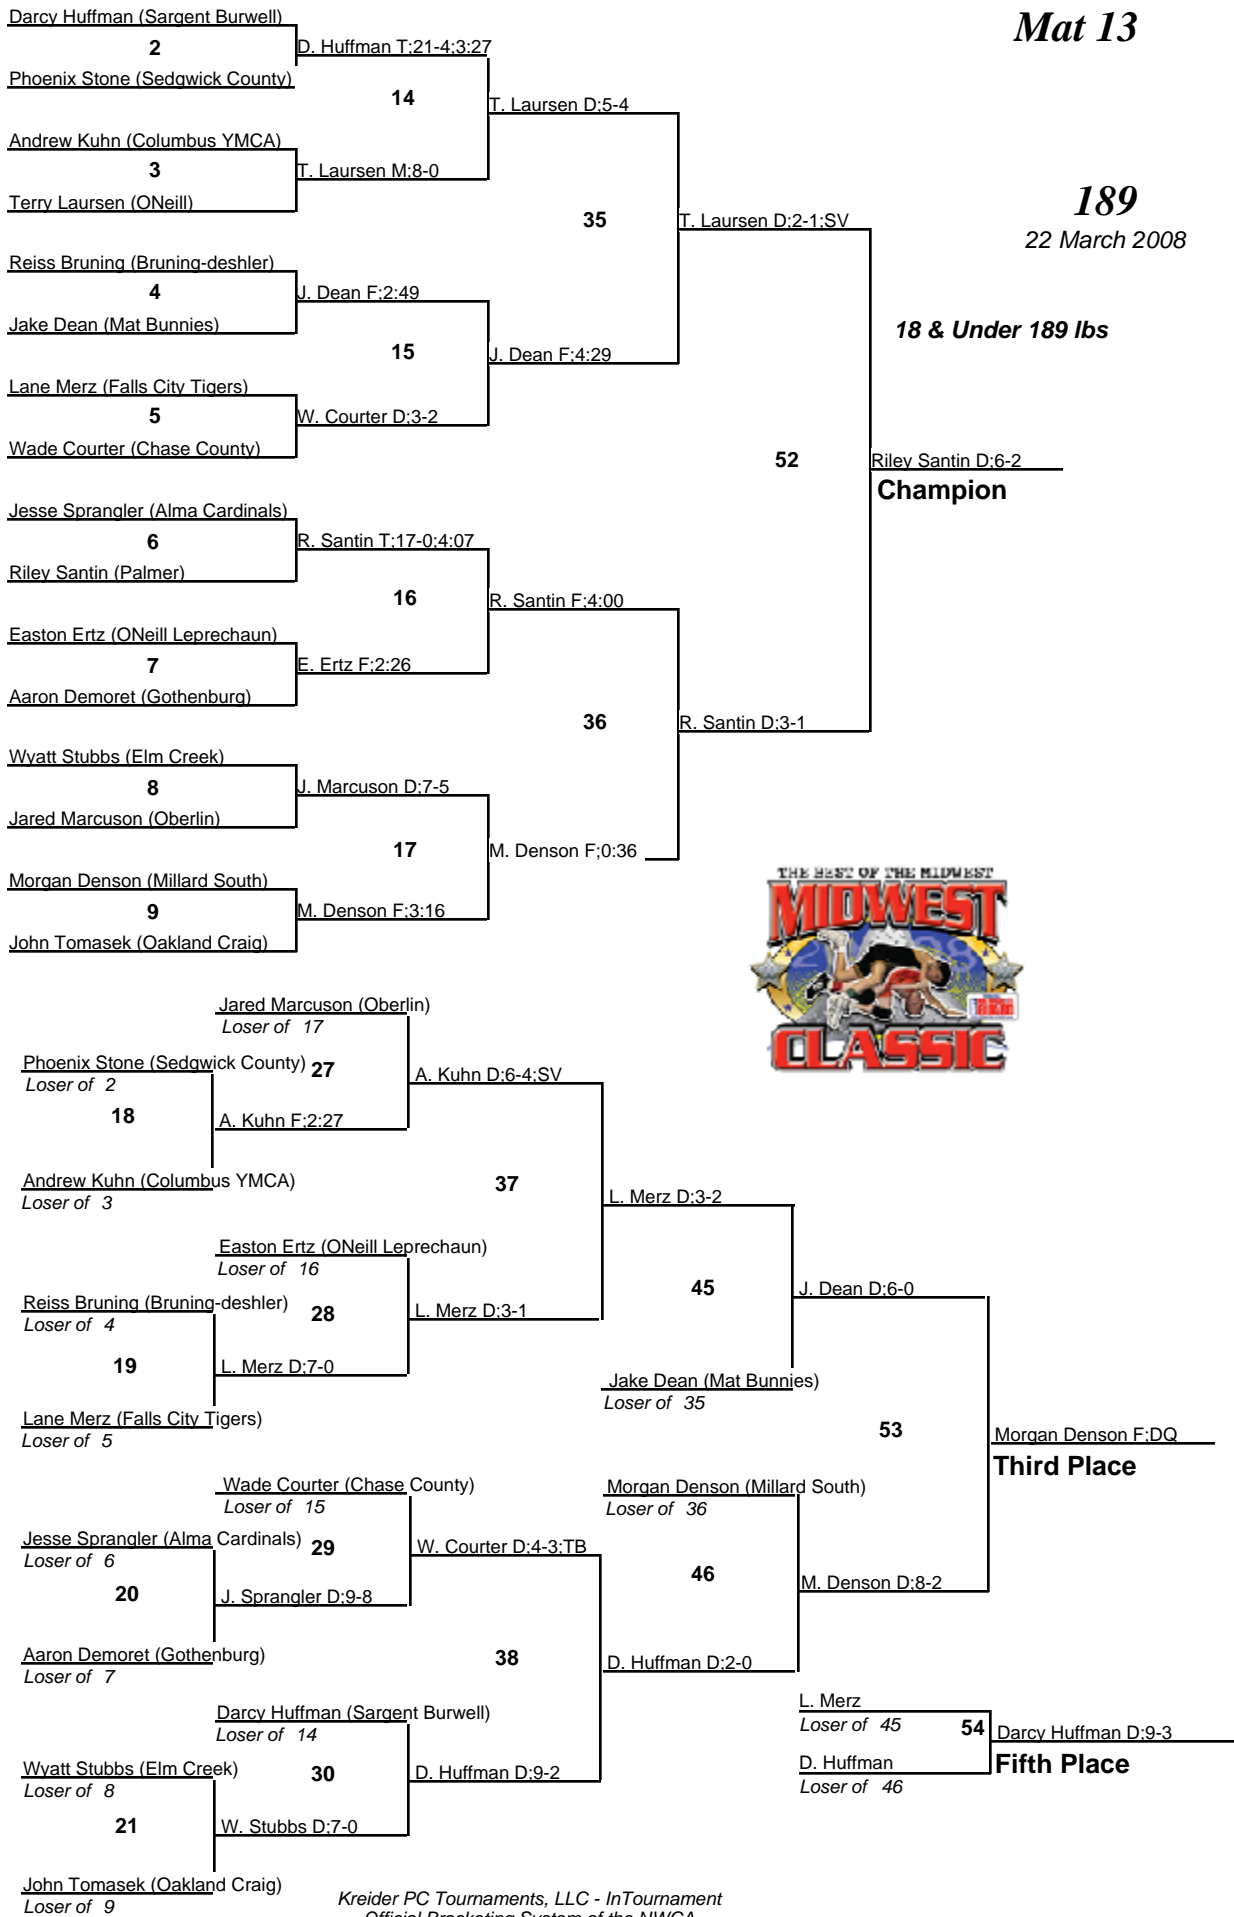 Darcy Huffman (Sargent Burwell)
Mat 13
2
D. Huffman T;21-4;3:27
Phoenix Stone (Sedgwick County)
14
T. Laursen D;5-4
Andrew Kuhn (Columbus YMCA)
3
T. Laursen M;8-0
Terry Laursen (ONeill)
189
35
T. Laursen D;2-1;SV
22 March 2008
Reiss Bruning (Bruning-deshler)
4
J. Dean F;2:49
Jake Dean (Mat Bunnies)
18 & Under 189 lbs
15
J. Dean F;4:29
Lane Merz (Falls City Tigers)
5
W. Courter D;3-2
Wade Courter (Chase County)
52
Riley Santin D;6-2
Champion
Jesse Sprangler (Alma Cardinals)
6
R. Santin T;17-0;4:07
Riley Santin (Palmer)
16
R. Santin F;4:00
Easton Ertz (ONeill Leprechaun)
7
E. Ertz F;2:26
Aaron Demoret (Gothenburg)
36
R. Santin D;3-1
Wyatt Stubbs (Elm Creek)
8
J. Marcuson D;7-5
Jared Marcuson (Oberlin)
17
M. Denson F;0:36
Morgan Denson (Millard South)
9
M. Denson F;3:16
John Tomasek (Oakland Craig)
THE BEST OF THE MIDWEST
MIDWEST
CLASSIC
Jared Marcuson (Oberlin)
Loser of 17
Phoenix Stone (Sedgwick County)
27
Loser of 2
A. Kuhn D;6-4;SV
18
A. Kuhn F;2:27
Andrew Kuhn (Columbus YMCA)
Loser of 3
37
L. Merz D;3-2
Easton Ertz (ONeill Leprechaun)
Loser of 16
45
J. Dean D;6-0
Reiss Bruning (Bruning-deshler)
Loser of 4
28
L. Merz D;3-1
19
L. Merz D;7-0
Jake Dean (Mat Bunnies)
Loser of 35
Lane Merz (Falls City Tigers)
Loser of 5
53
Morgan Denson F;DQ
Third Place
Wade Courter (Chase County)
Loser of 15
Morgan Denson (Millard South)
Loser of 36
Jesse Sprangler (Alma Cardinals)
Loser of 6
29
W. Courter D;4-3;TB
46
M. Denson D;8-2
20
J. Sprangler D;9-8
Aaron Demoret (Gothenburg)
Loser of 7
38
D. Huffman D;2-0
Darcy Huffman (Sargent Burwell)
Loser of 14
L. Merz
Loser of 45
54
Darcy Huffman D;9-3
Fifth Place
D. Huffman
Loser of 46
Wyatt Stubbs (Elm Creek)
Loser of 8
30
D. Huffman D;9-2
21
W. Stubbs D;7-0
John Tomasek (Oakland Craig)
Loser of 9
Kreider PC Tournaments, LLC - InTournament
Official Bracketing System of the NWCA